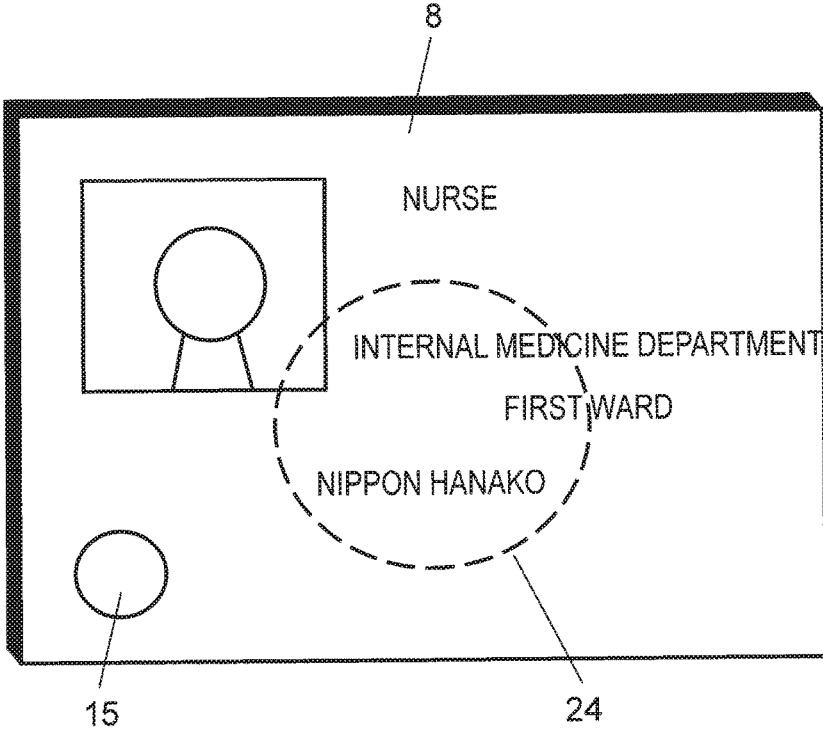 8
NURSE
INTERNAL MEDICINE DEPARTMENT
FIRST WARD
NIPPON HANAKO
15
24